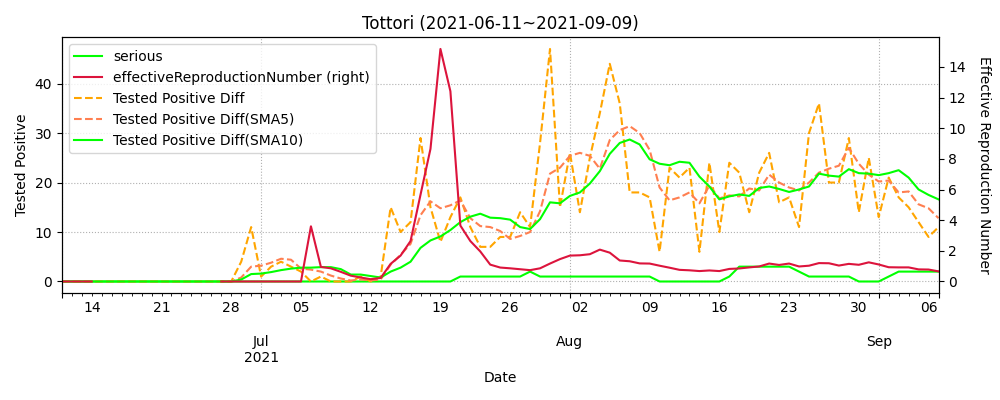 Tottori (2021-06-11~2021-09-09)
serious
effectiveReproductionNumber (right)
Tested Positive Diff
Tested Positive Diff(SMA5)
Tested Positive Diff(SMA10)
Tested Positive
40
30
20
10
0
14
12
10
8
6
4
2
0
Effective Reproduction Number
14 21 28 05 12 19 26 02 09 16 23 30 06
Jul Aug Sep
2021
Date